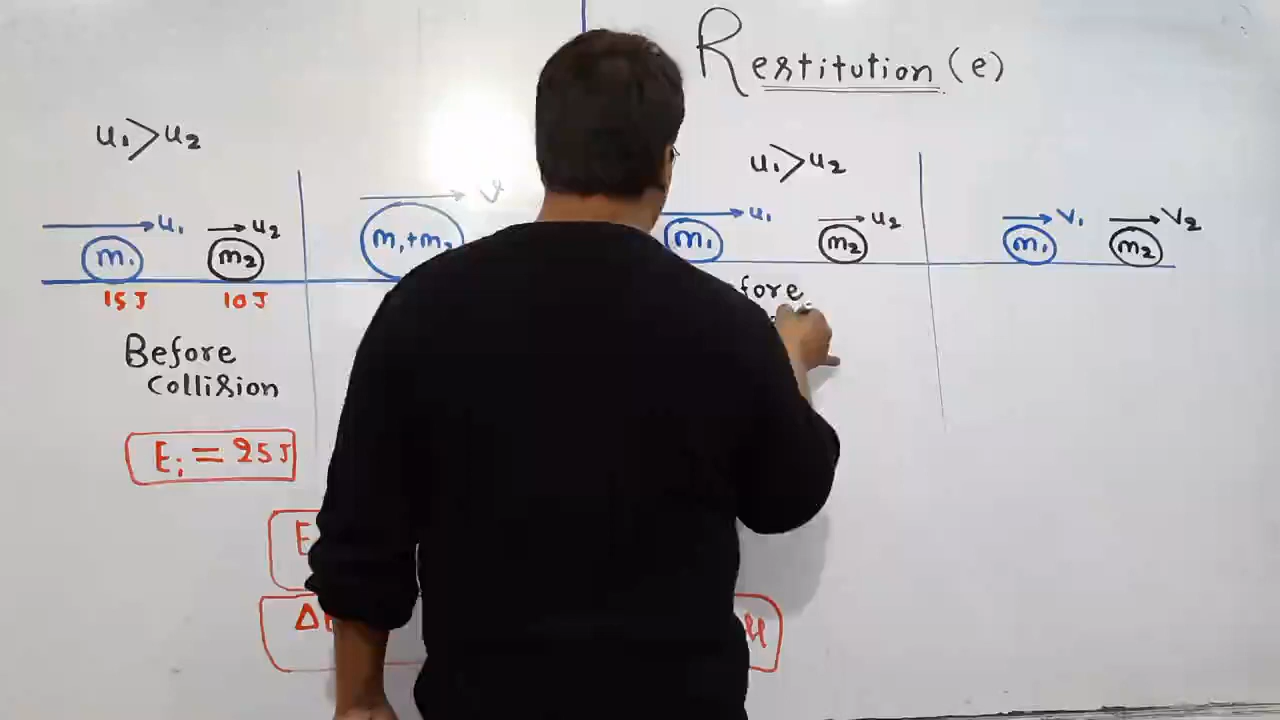 Restitution (e)
u₁ > u₂
u₁
u₂
m₁
m₂
15 J
10 J
Before
Collision
Eᵢ = 25 J
v
m₁+m₂
E
u₁ > u₂
u₁
u₂
m₁
m₂
fore
V₁
V₂
m₁
m₂